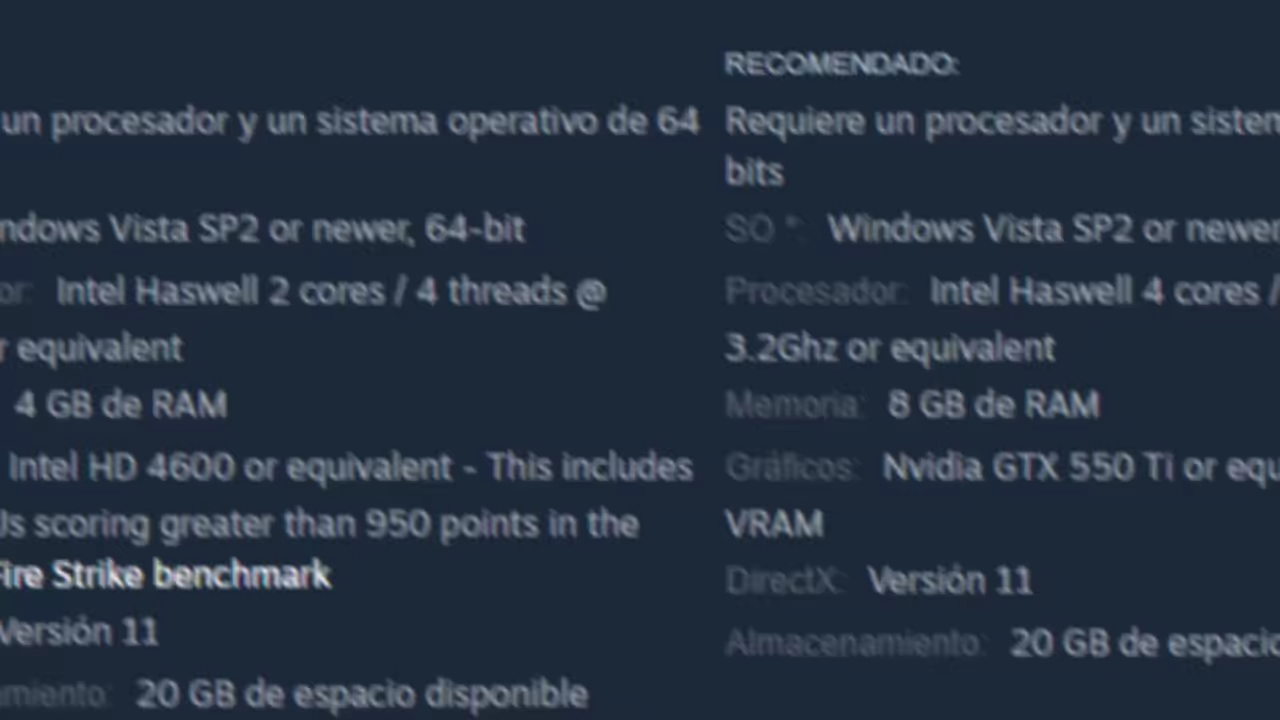 un procesador y un sistema operativo de 64
ndows Vista SP2 or newer, 64-bit
or: Intel Haswell 2 cores / 4 threads @
r equivalent
4 GB de RAM
Intel HD 4600 or equivalent - This includes
Us scoring greater than 950 points in the
Fire Strike benchmark
Versión 11
amiento: 20 GB de espacio disponible
RECOMENDADO:
Requiere un procesador y un sistem
bits
SO *: Windows Vista SP2 or newer
Procesador: Intel Haswell 4 cores /
3.2Ghz or equivalent
Memoria: 8 GB de RAM
Gráficos: Nvidia GTX 550 Ti or equ
VRAM
DirectX: Versión 11
Almacenamiento: 20 GB de espacio